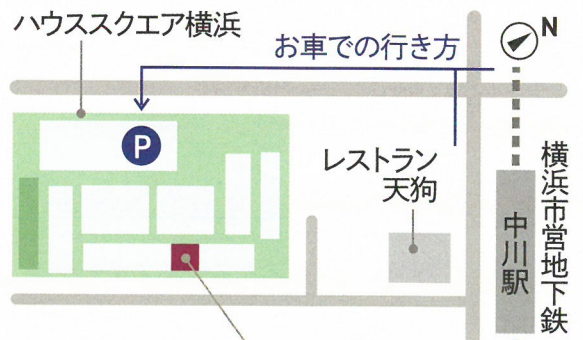 ハウススクエア横浜
お車での行き方
N
P
レストラン
天狗
横浜市営地下鉄
中川駅